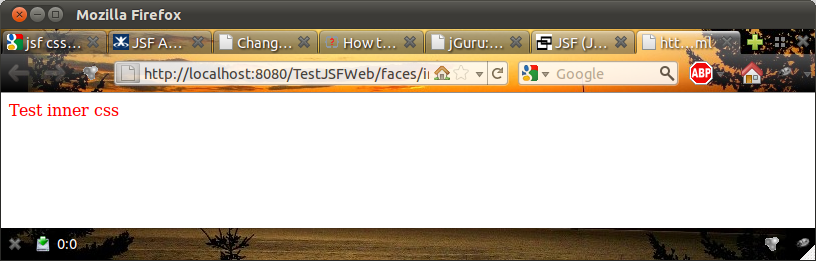 Mozilla Firefox
jsf css... JSF A... Chang... How t... jGuru:... JSF (J... htt...ml
http://localhost:8080/TestJSFWeb/faces/i Google ABP
Test inner css
0:0